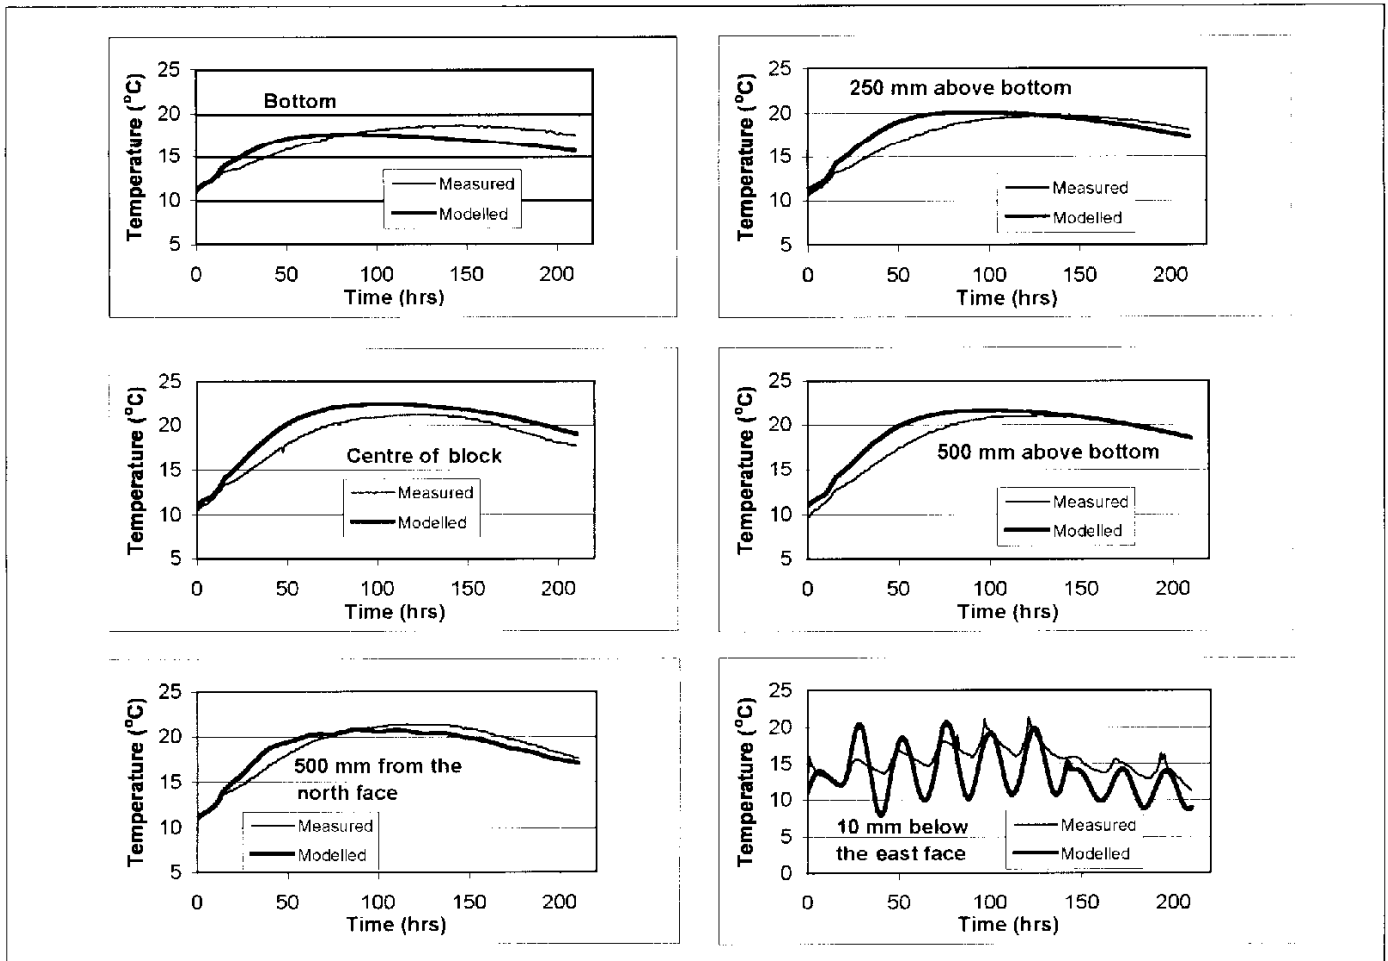 Temperature (°C)
25
20
15
10
5
Bottom
Measured
Modelled
0 50 100 150 200
Time (hrs)
Temperature (°C)
25
20
15
10
5
250 mm above bottom
Measured
Modelled
0 50 100 150 200
Time (hrs)
Temperature (°C)
25
20
15
10
5
Centre of block
Measured
Modelled
0 50 100 150 200
Time (hrs)
Temperature (°C)
25
20
15
10
5
500 mm above bottom
Measured
Modelled
0 50 100 150 200
Time (hrs)
Temperature (°C)
25
20
15
10
5
500 mm from the
north face
Measured
Modelled
0 50 100 150 200
Time (hrs)
Temperature (°C)
25
20
15
10
5
0
10 mm below
the east face
Measured
Modelled
0 50 100 150 200
Time (hrs)